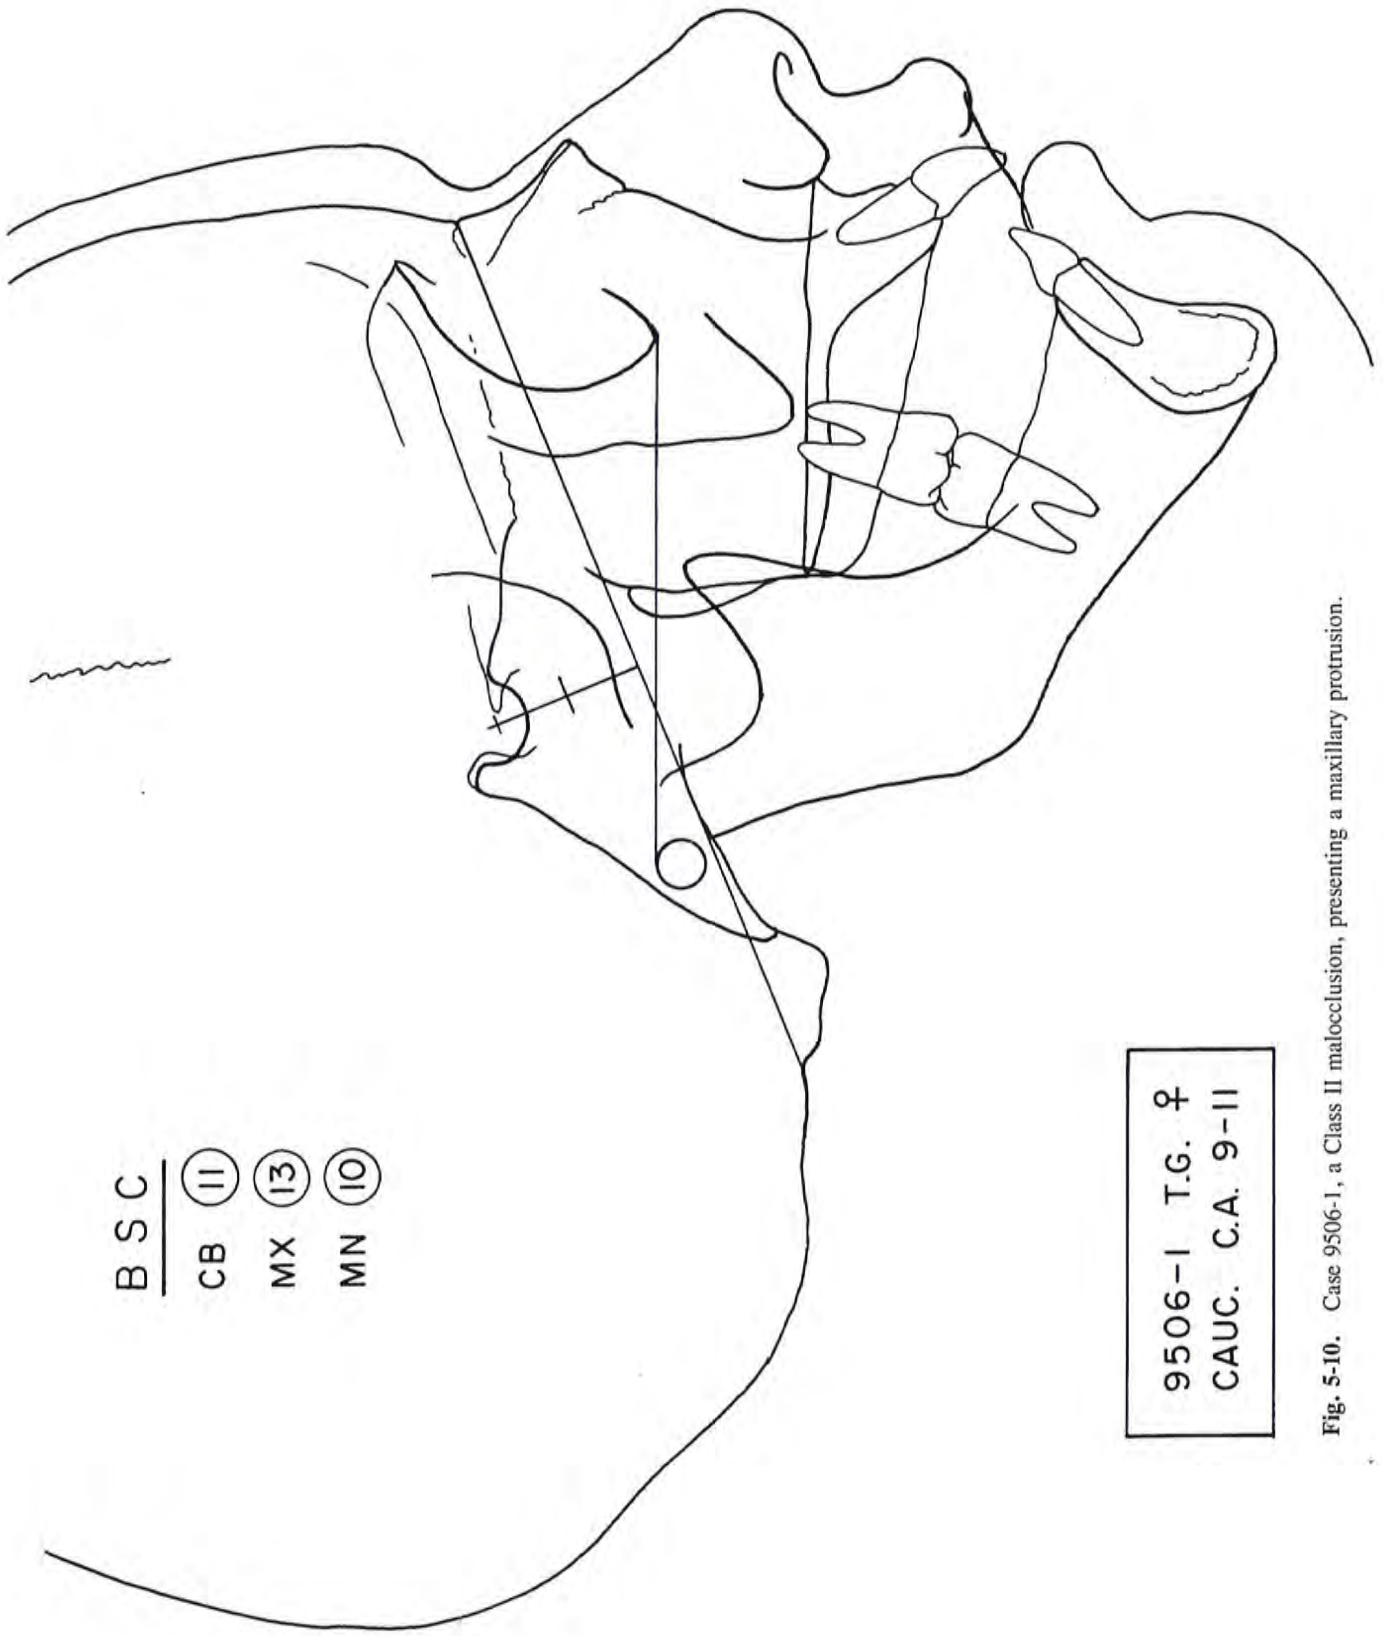 B S C
CB 11
MX 13
MN 10
9506-1 T.G. ♀
CAUC. C.A. 9-11
Fig. 5-10. Case 9506-1, a Class II malocclusion, presenting a maxillary protrusion.